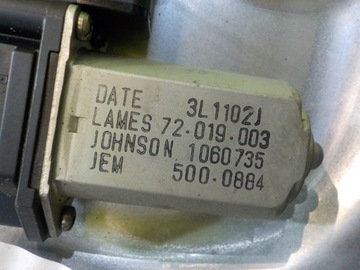 DATE 3L1102J
LAMES 72.019.003
JOHNSON 1060735
JEM 500.0884